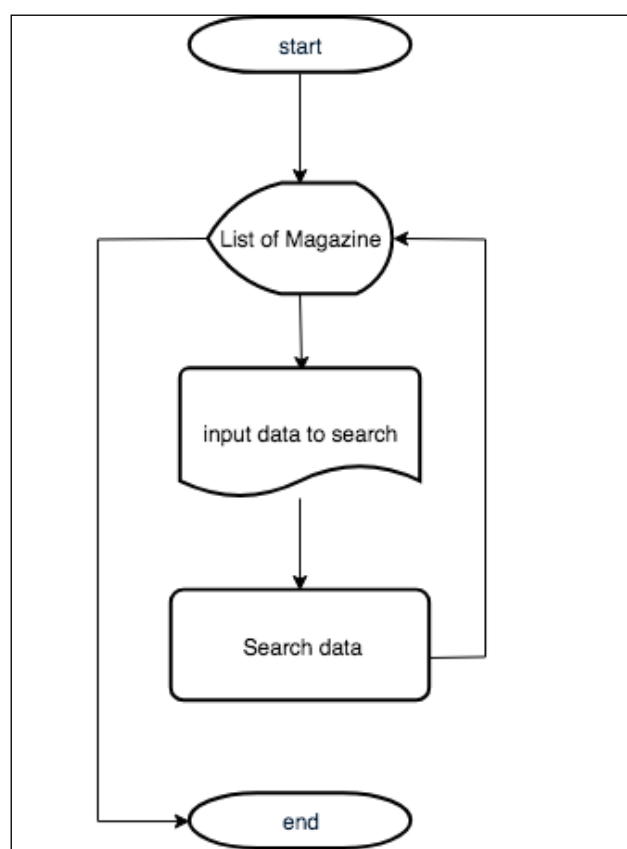 start
List of Magazine
input data to search
Search data
end